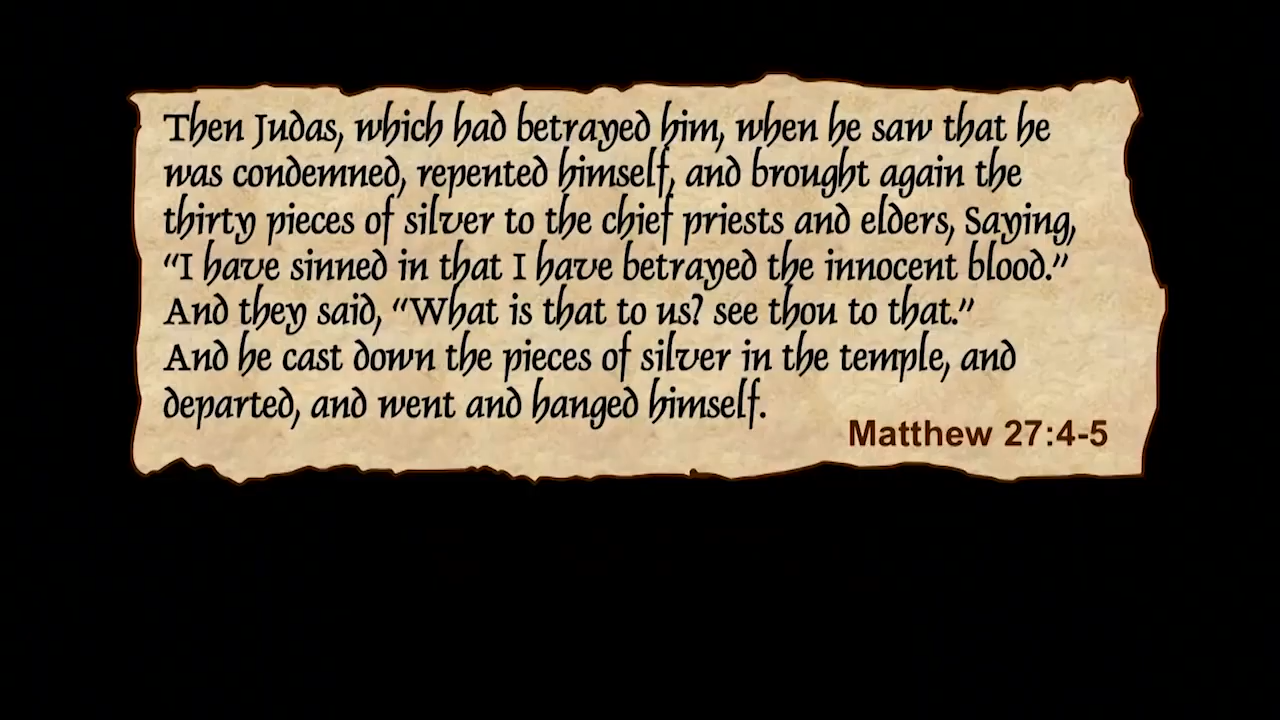 Then Judas, which had betrayed him, when he saw that he
was condemned, repented himself, and brought again the
thirty pieces of silver to the chief priests and elders, Saying,
“I have sinned in that I have betrayed the innocent blood.”
And they said, “What is that to us? see thou to that.”
And he cast down the pieces of silver in the temple, and
departed, and went and hanged himself.
Matthew 27:4-5